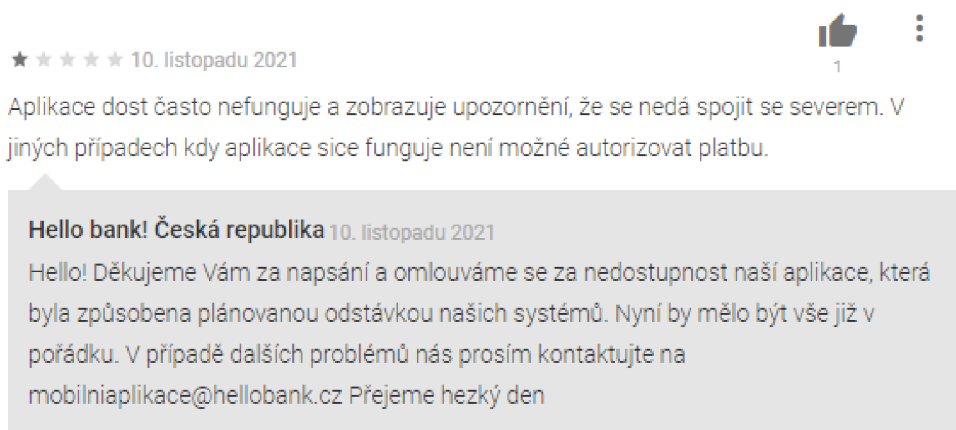 1
10. listopadu 2021
Aplikace dost často nefunguje a zobrazuje upozornění, že se nedá spojit se severem. V
jiných případech kdy aplikace sice funguje není možné autorizovat platbu.
Hello bank! Česká republika 10. listopadu 2021
Hello! Děkujeme Vám za napsání a omlouváme se za nedostupnost naší aplikace, která
byla způsobena plánovanou odstávkou našich systémů. Nyní by mělo být vše již v
pořádku. V případě dalších problémů nás prosím kontaktujte na
mobilniaplikace@hellobank.cz Přejeme hezký den